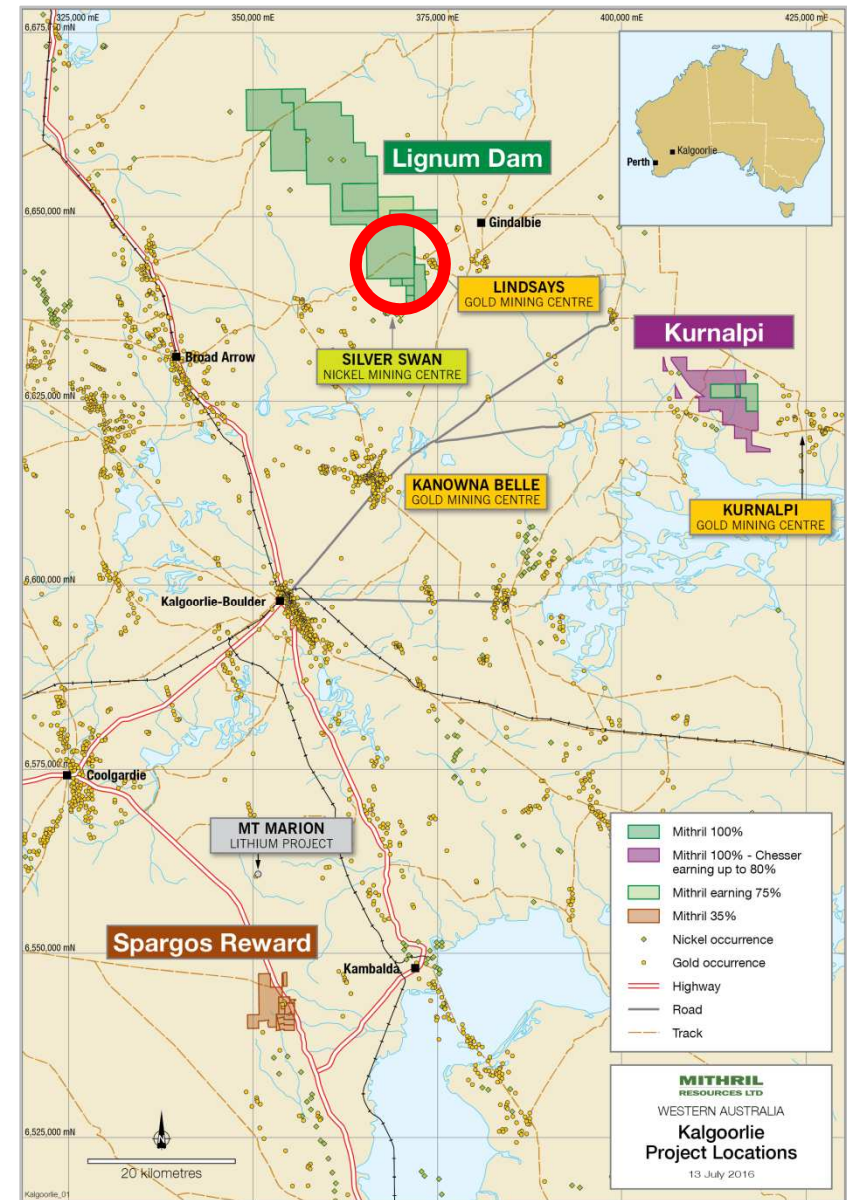 325,000 mE
350,000 mE
375,000 mE
400,000 mE
425,000 mE
6,675,000 mN
Kalgoorlie
Perth
Lignum Dam
6,650,000 mN
Gindalbie
LINDSAYS
GOLD MINING CENTRE
Kurnalpi
SILVER SWAN
NICKEL MINING CENTRE
Broad Arrow
6,625,000 mN
KANOWNA BELLE
GOLD MINING CENTRE
KURNALPI
GOLD MINING CENTRE
6,600,000 mN
Kalgoorlie-Boulder
6,575,000 mN
Coolgardie
MT MARION
LITHIUM PROJECT
Mithril 100%
Mithril 100% - Chesser
earning up to 80%
Mithril earning 75%
Mithril 35%
Nickel occurrence
Gold occurrence
Highway
Road
Track
Spargos Reward
6,550,000 mN
Kambalda
MITHRIL
RESOURCES LTD
WESTERN AUSTRALIA
Kalgoorlie
Project Locations
13 July 2016
6,525,000 mN
N
20 kilometres
Kalgoorlie_01